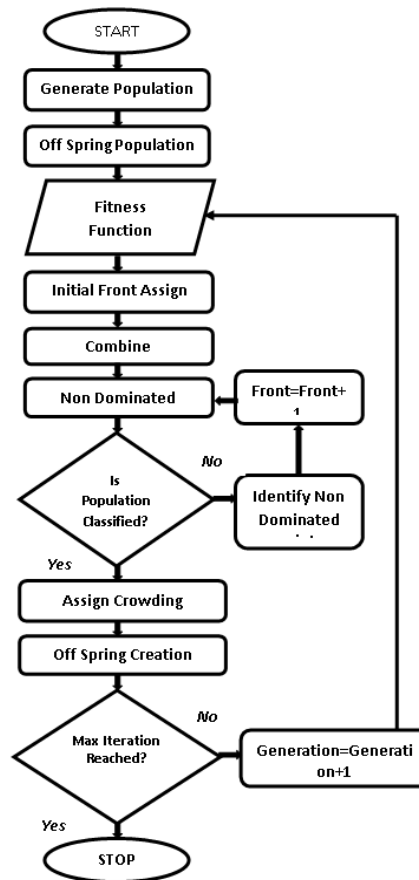 START
Generate Population
Off Spring Population
Fitness
Function
Initial Front Assign
Combine
Non Dominated
Front=Front+
1
No
Is
Population
Classified?
Identify Non
Dominated
Yes
Assign Crowding
Off Spring Creation
No
Max Iteration
Reached?
Generation=Generati
on+1
Yes
STOP